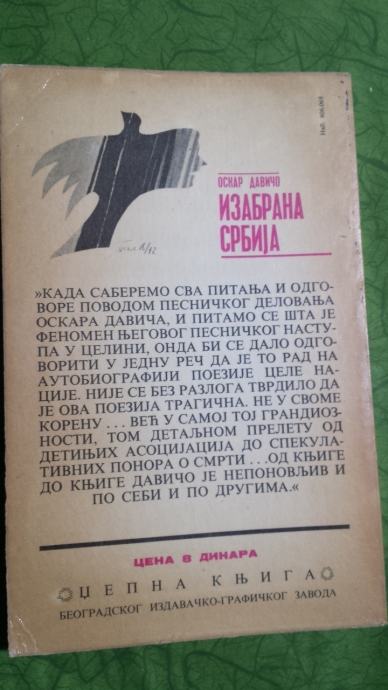 ОСКАР ДАВИЧО
ИЗАБРАНА
СРБИЈА
»КАДА САБЕРЕМО СВА ПИТАЊА И ОДГО-
ВОРЕ ПОВОДОМ ПЕСНИЧКОГ ДЕЛОВАЊА
ОСКАРА ДАВИЧА, И ПИТАМО СЕ ШТА ЈЕ
ФЕНОМЕН ЊЕГОВОГ ПЕСНИЧКОГ НАСТУ-
ПА У ЦЕЛИНИ, ОНДА БИ СЕ ДАЛО ОДГО-
ВОРИТИ У ЈЕДНУ РЕЧ ДА ЈЕ ТО РАД НА
АУТОБИОГРАФИЈИ ПОЕЗИЈЕ ЦЕЛЕ НА-
ЦИЈЕ. НИЈЕ СЕ БЕЗ РАЗЛОГА ТВРДИЛО ДА
ЈЕ ОВА ПОЕЗИЈА ТРАГИЧНА. НЕ У СВОМЕ
КОРЕНУ ... ВЕЋ У САМОЈ ТОЈ ГРАНДИОЗ-
НОСТИ, ТОМ ДЕТАЉНОМ ПРЕЛЕТУ ОД
ДЕТИЊИХ АСОЦИЈАЦИЈА ДО СПЕКУЛА-
ТИВНИХ ПОНОРА О СМРТИ ... ОД КЊИГЕ
ДО КЊИГЕ ДАВИЧО ЈЕ НЕПОНОВЉИВ И
ПО СЕБИ И ПО ДРУГИМА.«
ЦЕНА 8 ДИНАРА
ЏЕПНА КЊИГА
БЕОГРАДСКОГ ИЗДАВАЧКО-ГРАФИЧКОГ ЗАВОДА